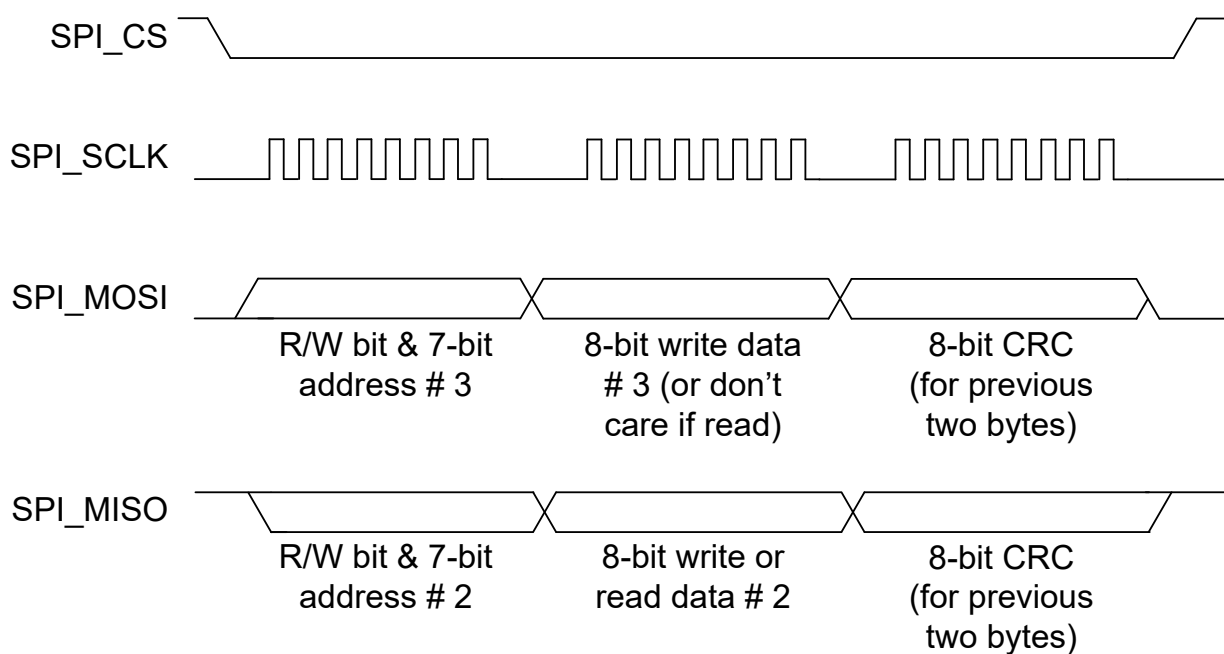 SPI_CS
SPI_SCLK
SPI_MOSI
R/W bit & 7-bit
address # 3
8-bit write data
# 3 (or don’t
care if read)
8-bit CRC
(for previous
two bytes)
SPI_MISO
R/W bit & 7-bit
address # 2
8-bit write or
read data # 2
8-bit CRC
(for previous
two bytes)